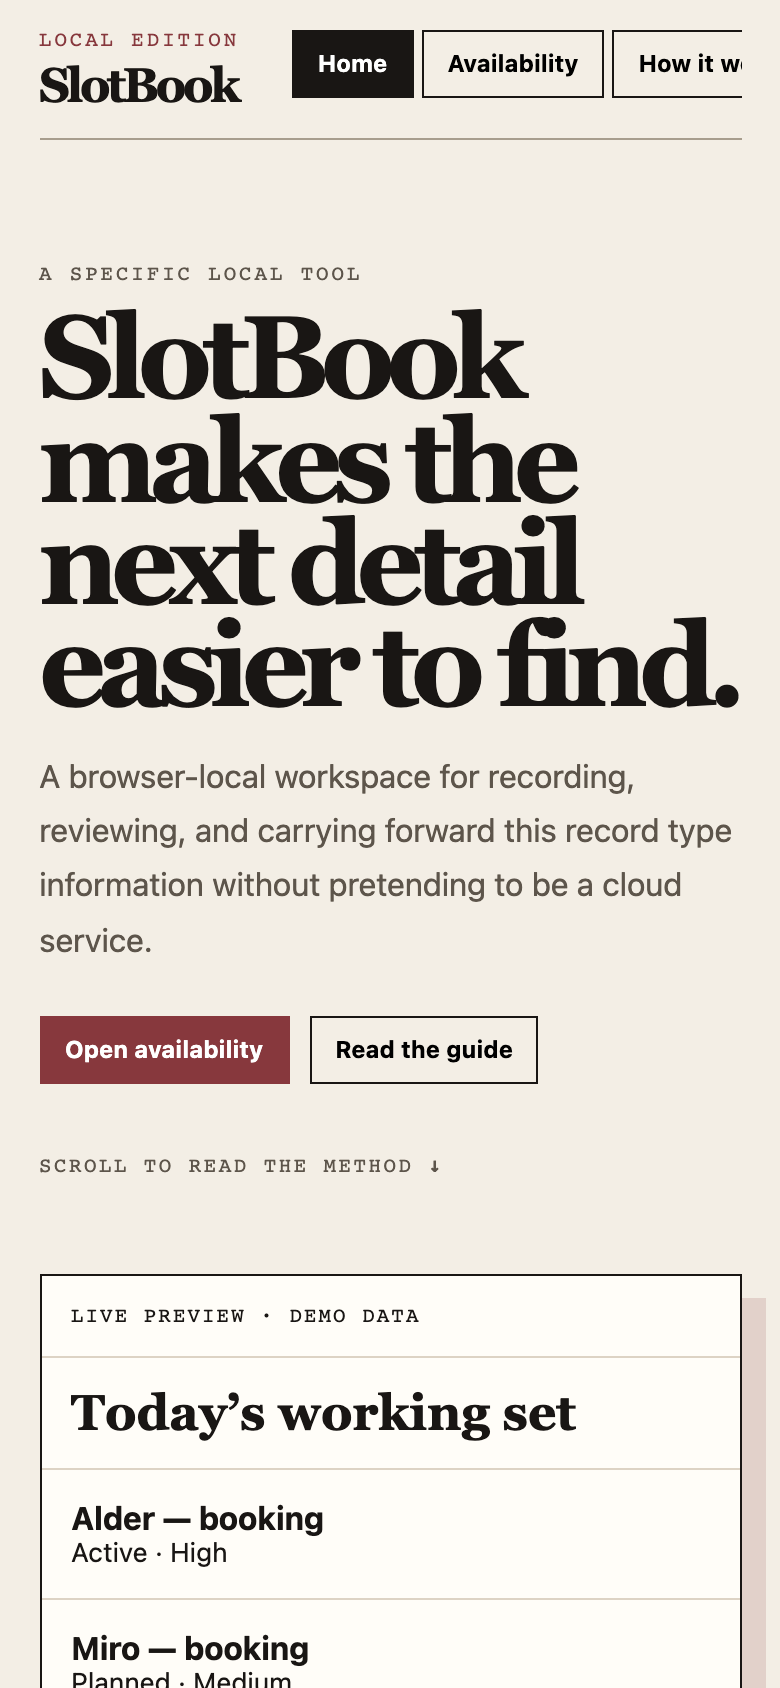 LOCAL EDITION
SlotBook
Home
Availability
How it
A SPECIFIC LOCAL TOOL
SlotBook
makes the
next detail
easier to find.
A browser-local workspace for recording,
reviewing, and carrying forward this record type
information without pretending to be a cloud
service.
Open availability
Read the guide
SCROLL TO READ THE METHOD ↓
LIVE PREVIEW · DEMO DATA
Today’s working set
Alder — booking
Active · High
Miro — booking
Planned · Medium